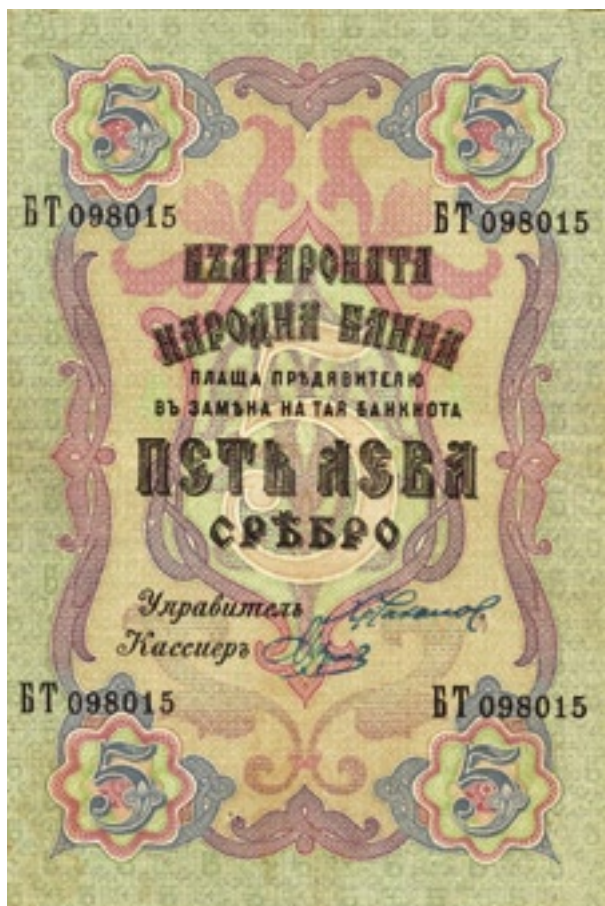 5 5
БТ 098015 БТ 098015
БЪЛГАРСКАТА
НАРОДНА БАНКА
ПЛАЩА ПРѢДЯВИТЕЛЮ
ВЪ ЗАМѢНА НА ТАЯ БАНКНОТА
5
ПЕТЬ ЛЕВА
СРѢБРО
Управитель
Кассиеръ
БТ 098015 БТ 098015
5 5